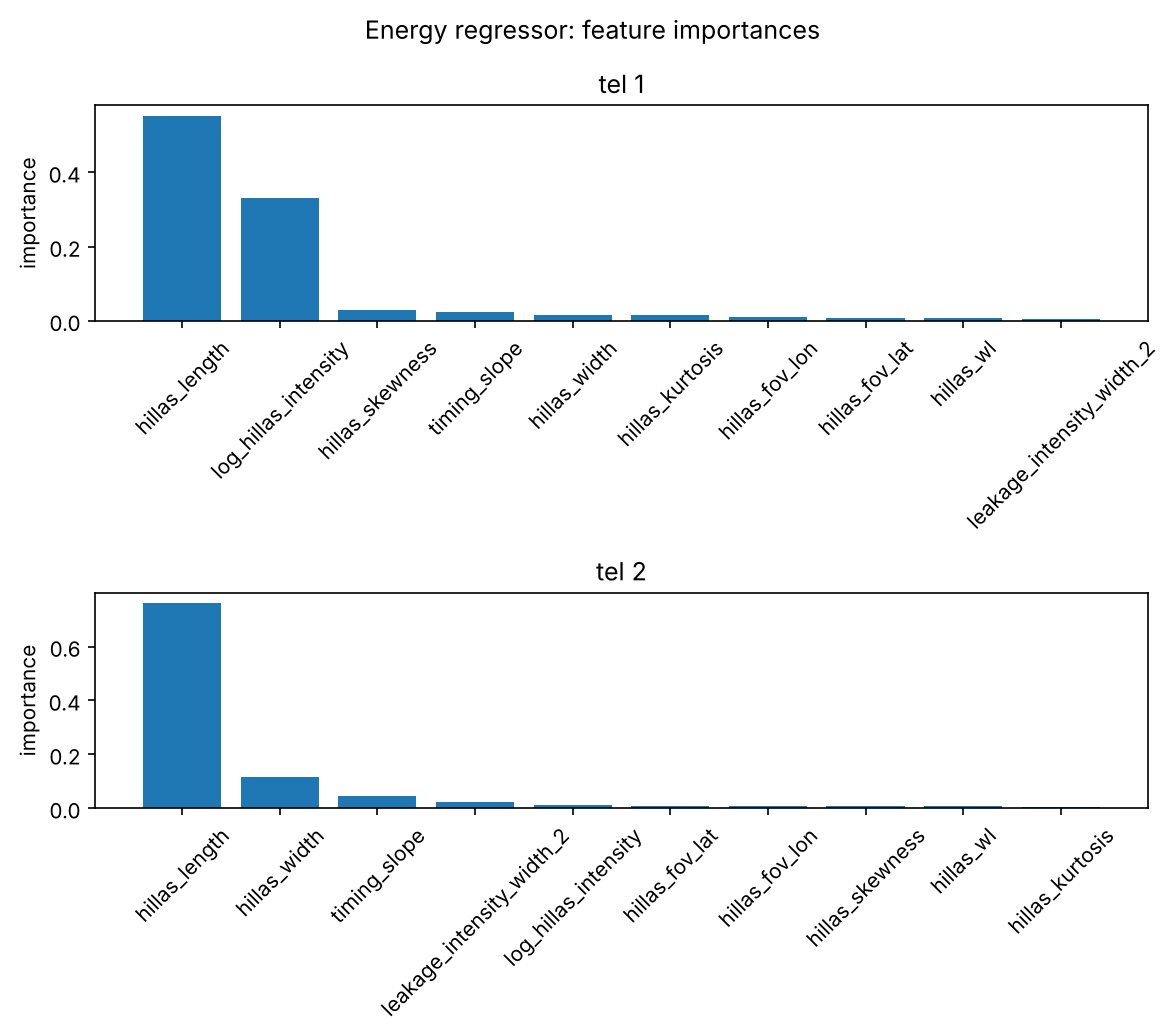 Energy regressor: feature importances
tel 1
importance
0.4
0.2
0.0
hillas_length
log_hillas_intensity
hillas_skewness
timing_slope
hillas_width
hillas_kurtosis
hillas_fov_lon
hillas_fov_lat
hillas_wl
leakage_intensity_width_2
tel 2
importance
0.6
0.4
0.2
0.0
hillas_length
hillas_width
timing_slope
leakage_intensity_width_2
log_hillas_intensity
hillas_fov_lat
hillas_fov_lon
hillas_skewness
hillas_wl
hillas_kurtosis